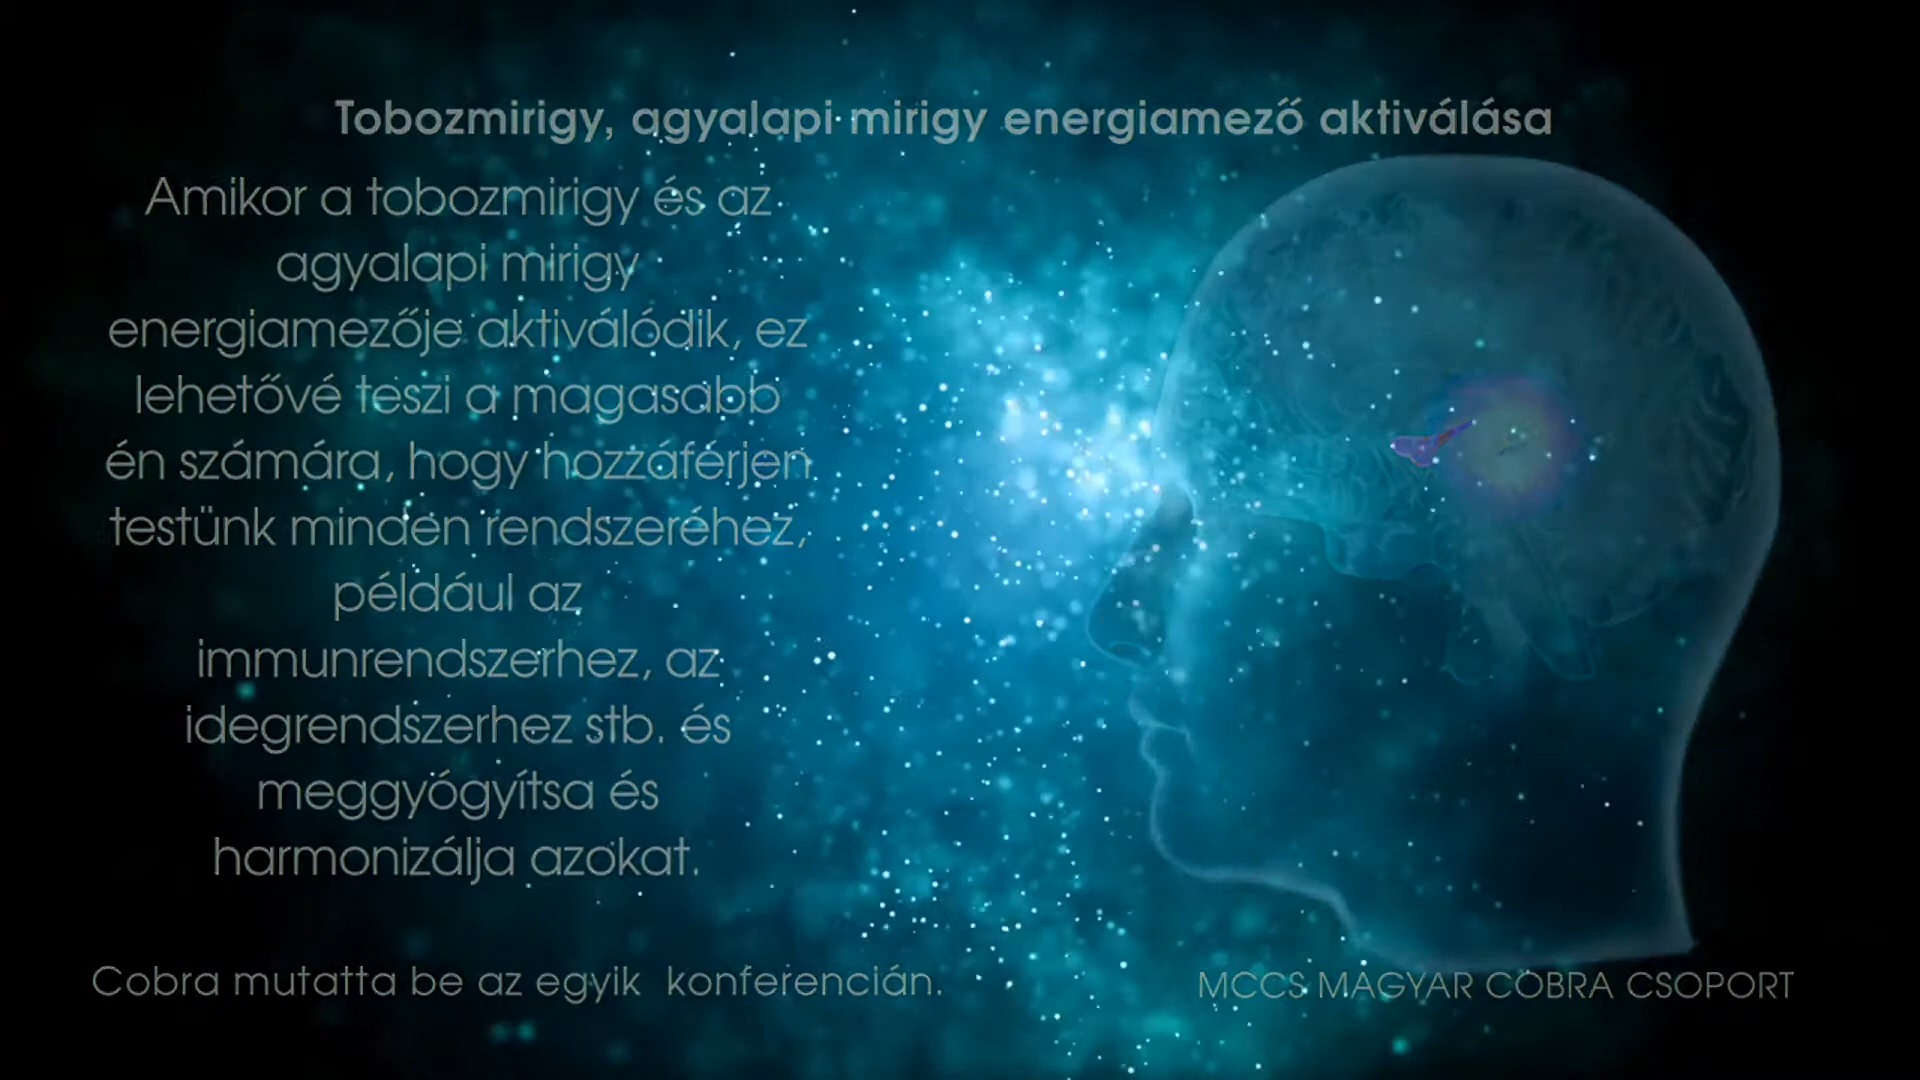 Tobozmirigy, agyalapi mirigy energiamező aktiválása
Amikor a tobozmirigy és az
agyalapi mirigy
energiamezője aktiválódik, ez
lehetővé teszi a magasabb
én számára, hogy hozzáférjen
testünk minden rendszeréhez,
például az
immunrendszerhez, az
idegrendszerhez stb. és
meggyógyítsa és
harmonizálja azokat.
Cobra mutatta be az egyik konferencián.
MCCS MAGYAR COBRA CSOPORT